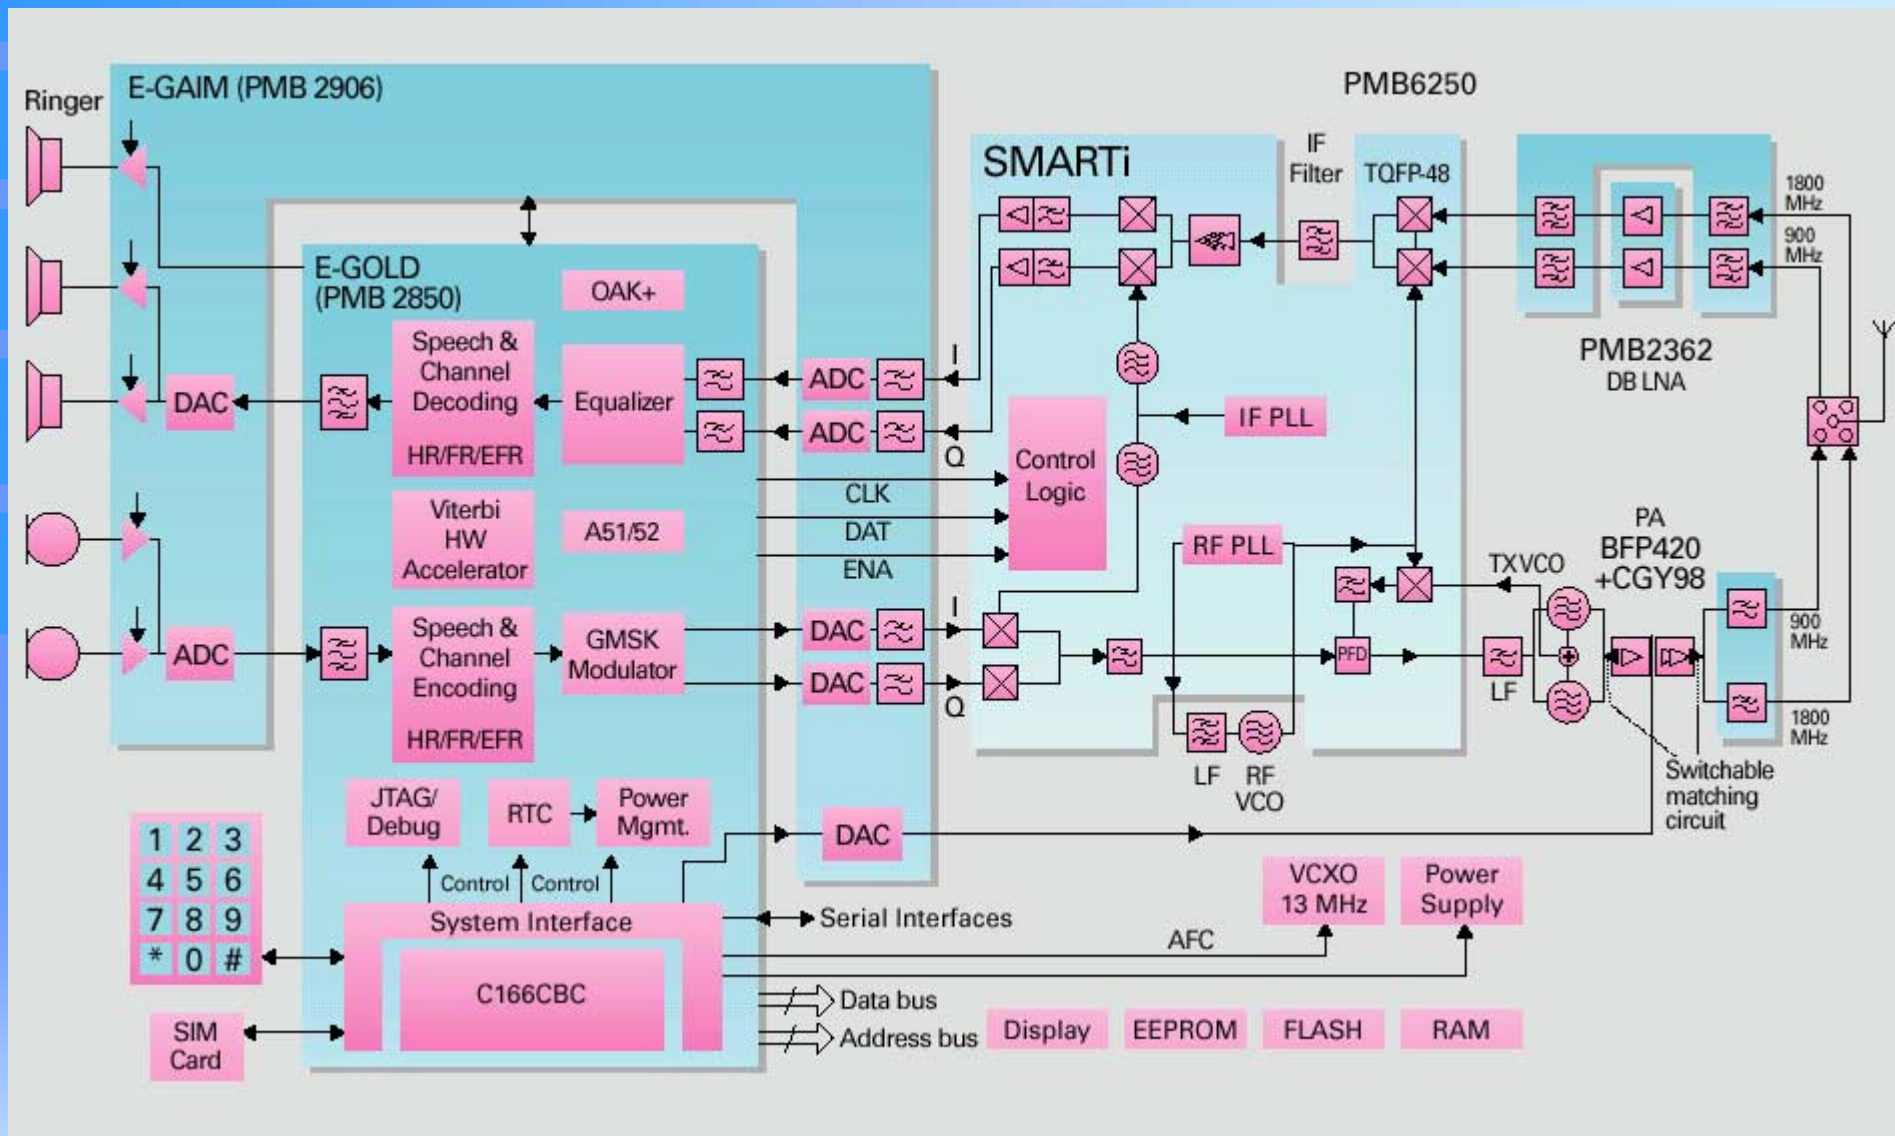 E-GAIM (PMB 2906)
PMB6250
Ringer
SMARTi
IF
Filter
TQFP-48
1800
MHz
900
MHz
E-GOLD
(PMB 2850)
OAK+
Speech &
Channel
Decoding
HR/FR/EFR
Equalizer
DAC
ADC
ADC
I
Q
PMB2362
DB LNA
IF PLL
Control
Logic
CLK
DAT
ENA
Viterbi
HW
Accelerator
A51/52
RF PLL
PA
BFP420
+CGY98
TX VCO
ADC
Speech &
Channel
Encoding
HR/FR/EFR
GMSK
Modulator
DAC
DAC
I
Q
PFD
LF
900
MHz
1800
MHz
LF
RF
VCO
Switchable
matching
circuit
JTAG/
Debug
RTC
Power
Mgmt.
DAC
1 2 3
4 5 6
7 8 9
* 0 #
Control
Control
System Interface
C166CBC
Serial Interfaces
AFC
VCXO
13 MHz
Power
Supply
Data bus
Address bus
SIM
Card
Display
EEPROM
FLASH
RAM